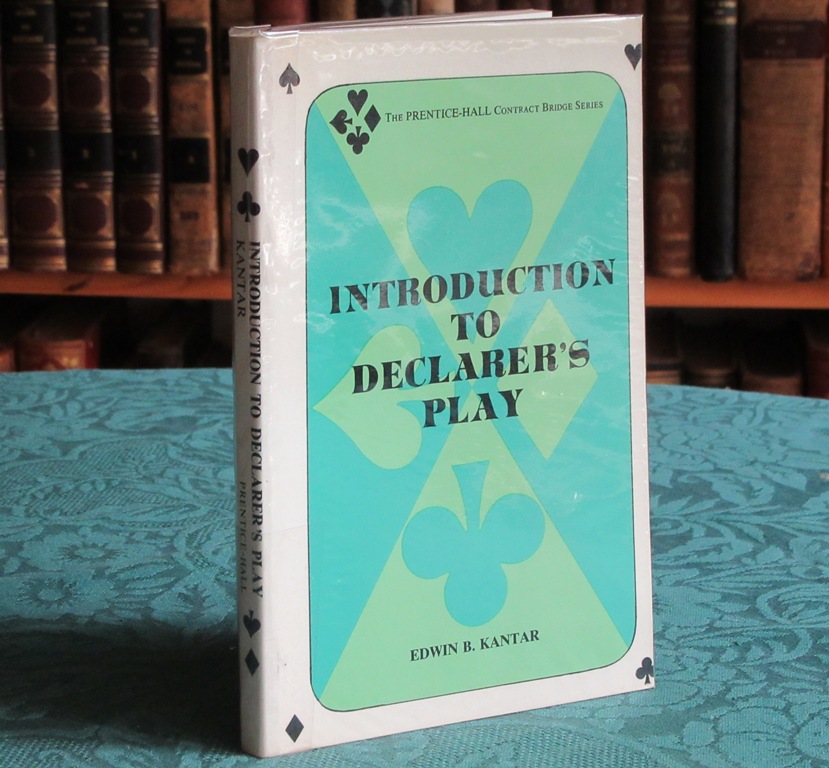 The PRENTICE-HALL Contract Bridge Series
INTRODUCTION
TO
DECLARER'S
PLAY
EDWIN B. KANTAR
INTRODUCTION TO DECLARER'S PLAY
KANTAR
PRENTICE-HALL